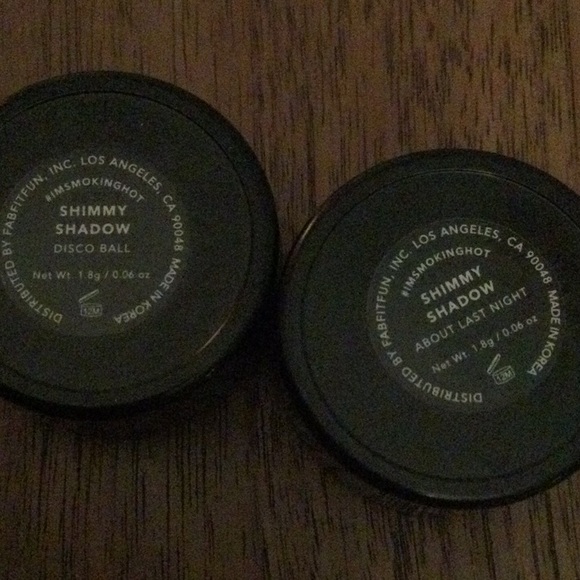 DISTRIBUTED BY FABFITFUN, INC. LOS ANGELES, CA 90048 MADE IN KOREA
#IMSMOKINGHOT
SHIMMY
SHADOW
DISCO BALL
Net Wt. 1.8g / 0.06 oz
12M
DISTRIBUTED BY FABFITFUN, INC. LOS ANGELES, CA 90048 MADE IN KOREA
#IMSMOKINGHOT
SHIMMY
SHADOW
ABOUT LAST NIGHT
Net Wt. 1.8g / 0.06 oz
12M